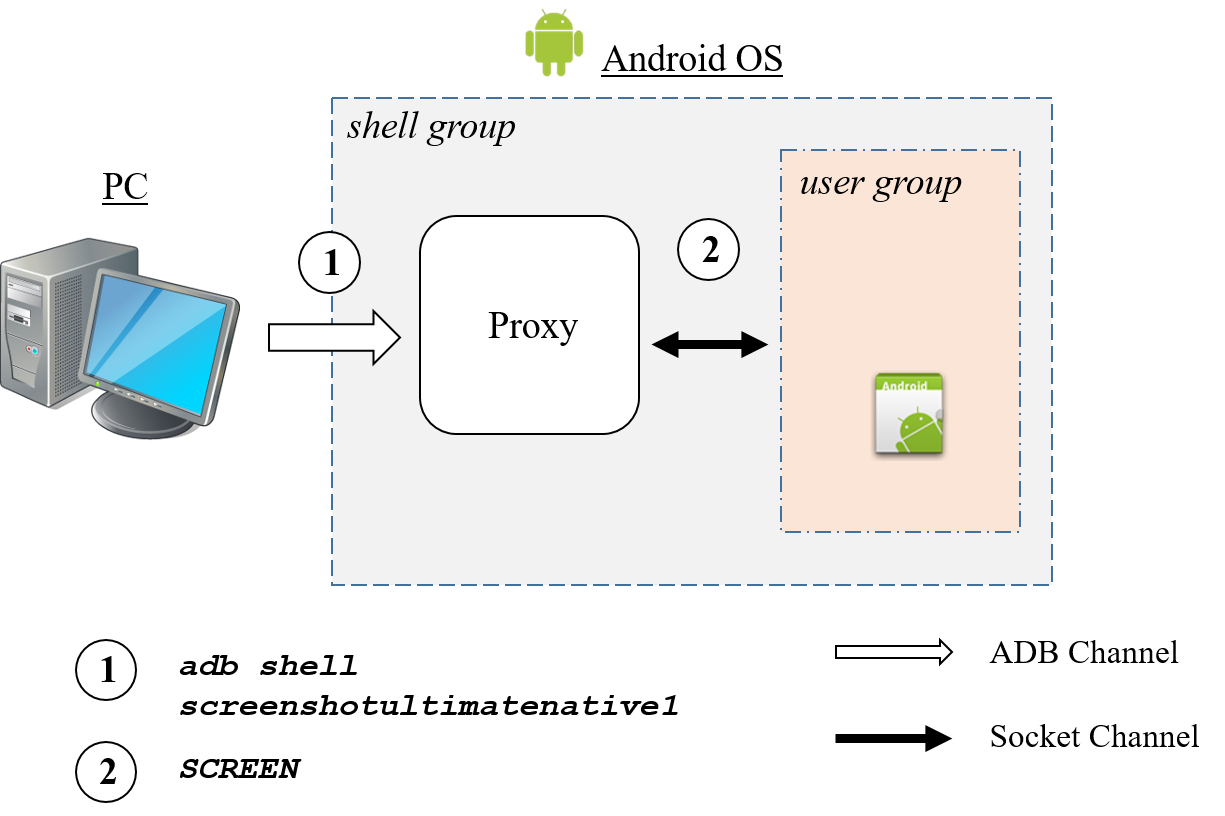 Android OS
shell group
user group
PC
1
2
Proxy
Android
1
adb shell
screenshotultimatenative1
2
SCREEN
ADB Channel
Socket Channel